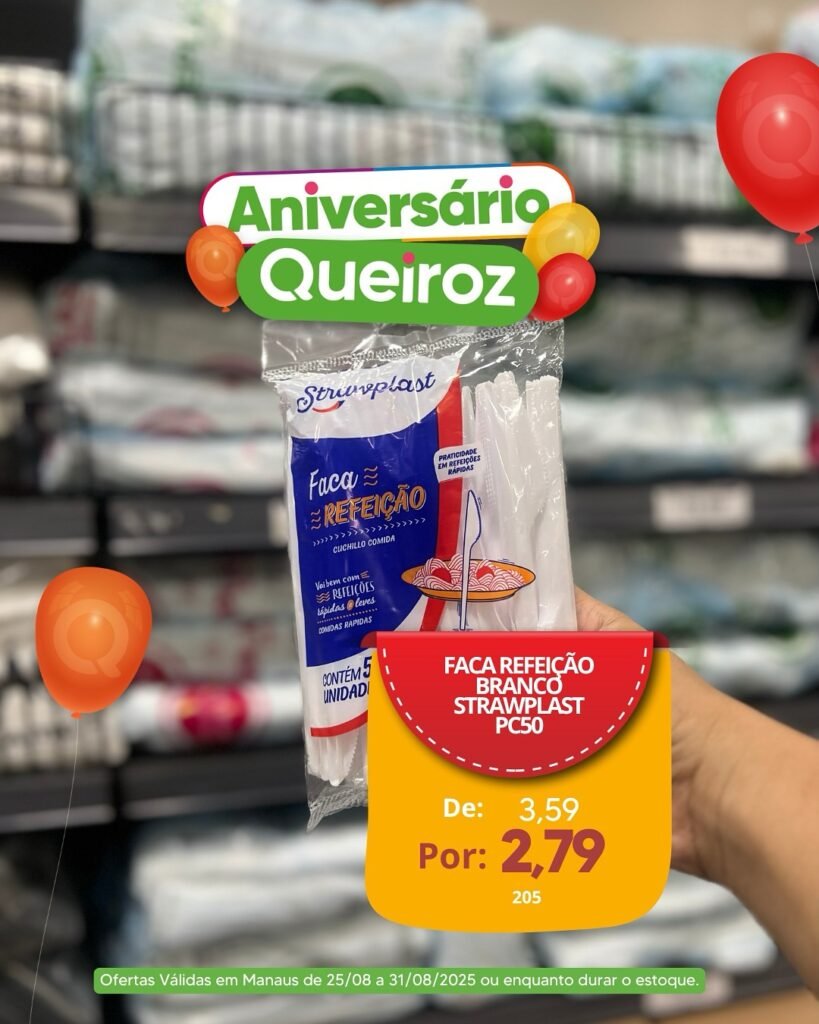 Aniversário
Queiroz
Strawplast
PRATICIDADE
EM REFEIÇÕES
RÁPIDAS
Faca
REFEIÇÃO
CUCHILLO COMIDA
Vai bem com
REFEIÇÕES
rápidas e leves
COMIDAS RAPIDAS
CONTÉM 5
UNIDAD
FACA REFEIÇÃO
BRANCO
STRAWPLAST
PC50
De: 3,59
Por: 2,79
205
Ofertas Válidas em Manaus de 25/08 a 31/08/2025 ou enquanto durar o estoque.